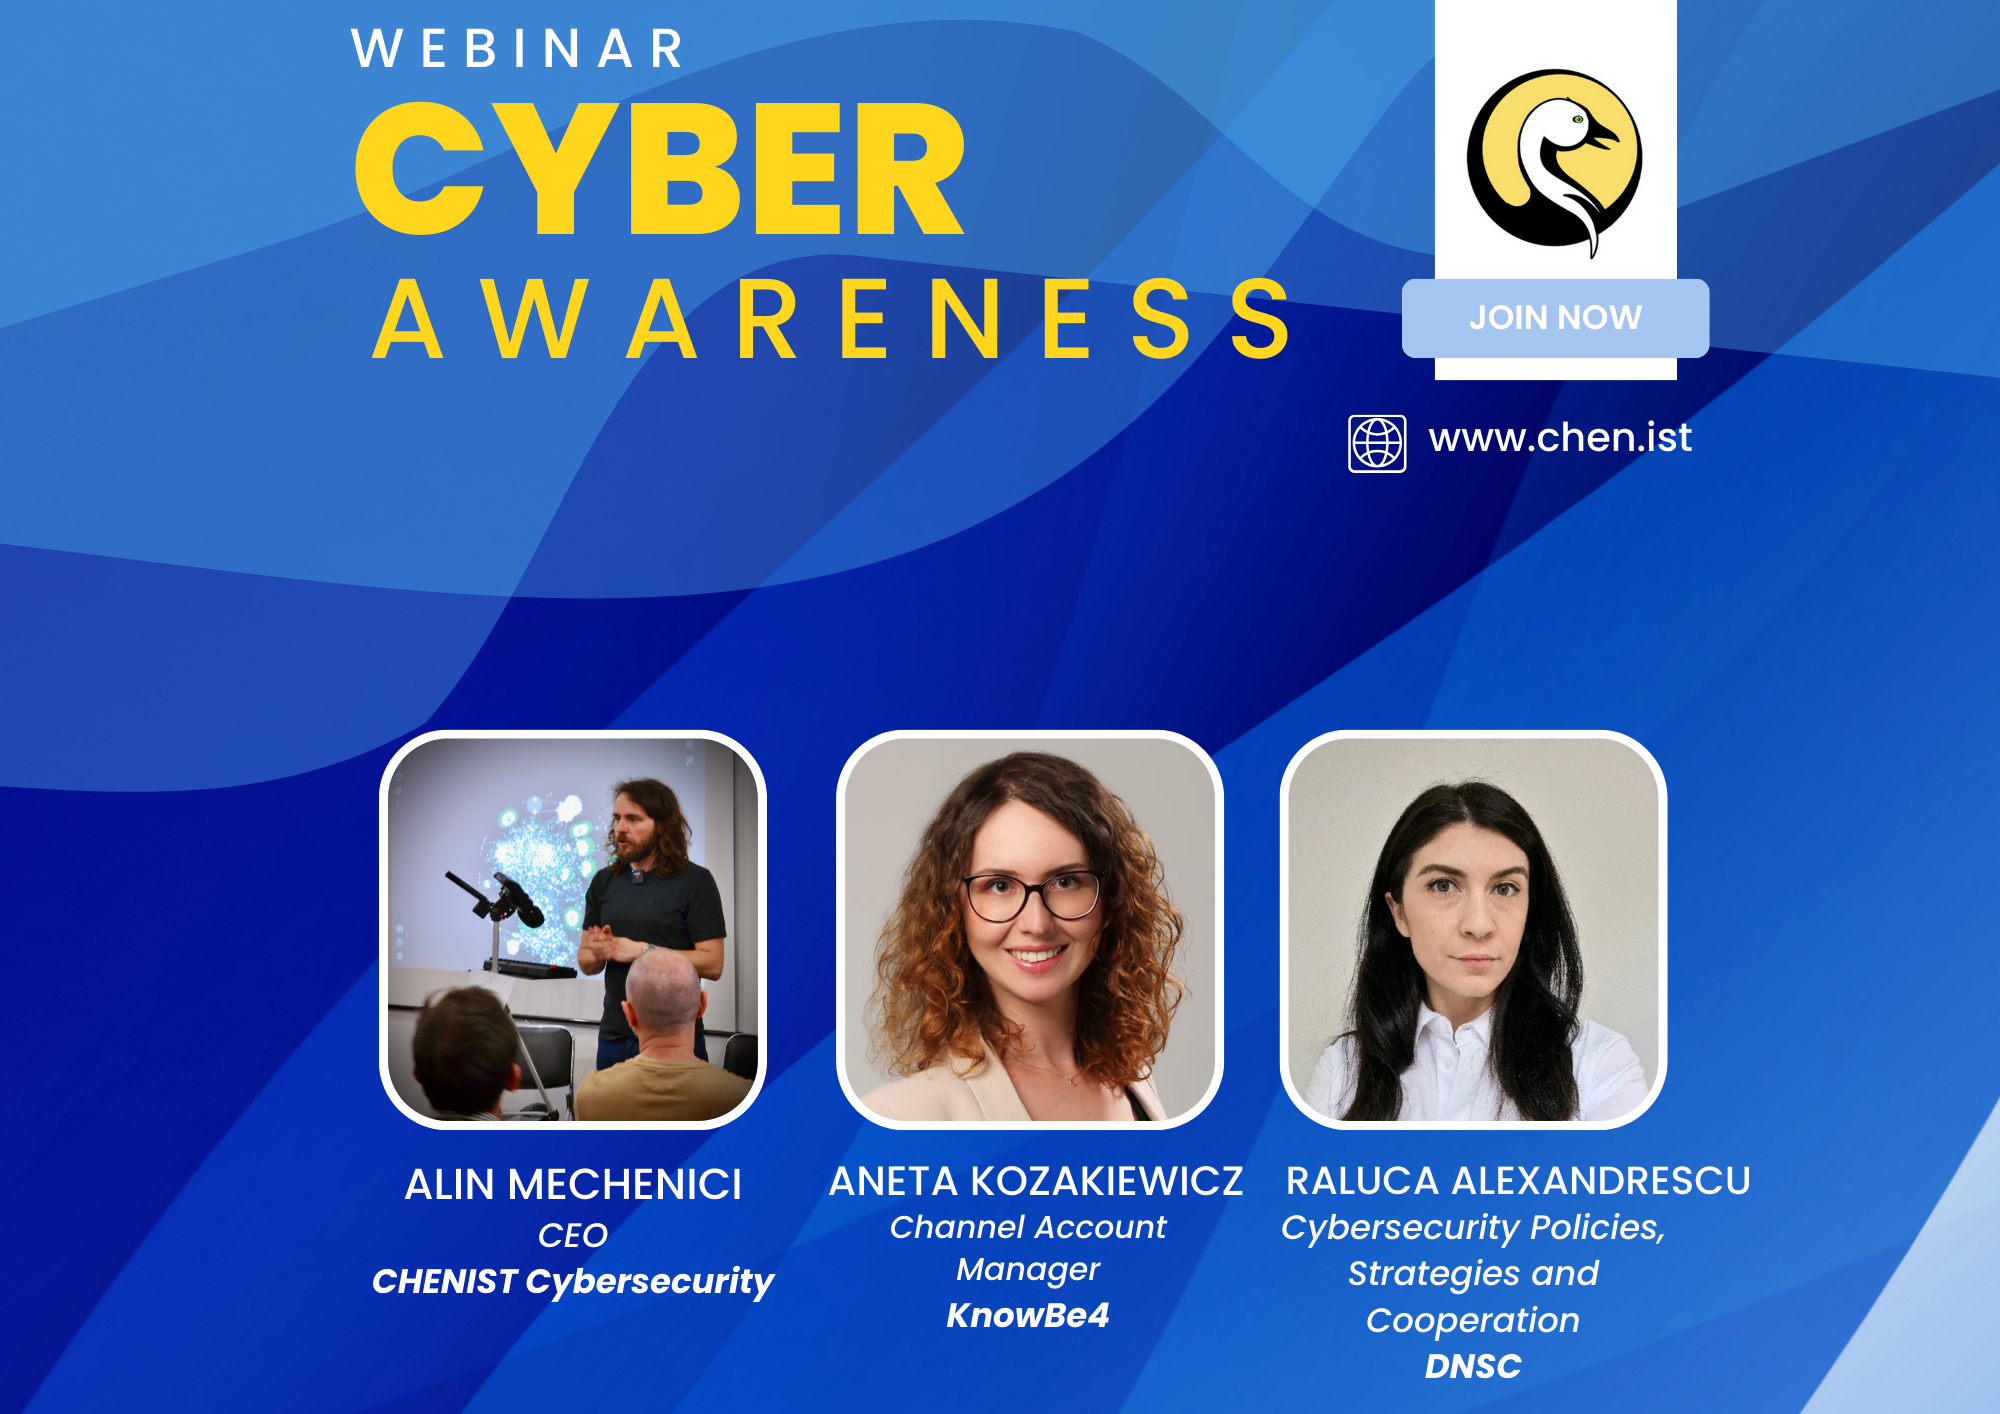 WEBINAR
CYBER
AWARENESS
JOIN NOW
www.chen.ist
ALIN MECHENICI
CEO
CHENIST Cybersecurity
ANETA KOZAKIEWICZ
Channel Account
Manager
KnowBe4
RALUCA ALEXANDRESCU
Cybersecurity Policies,
Strategies and
Cooperation
DNSC